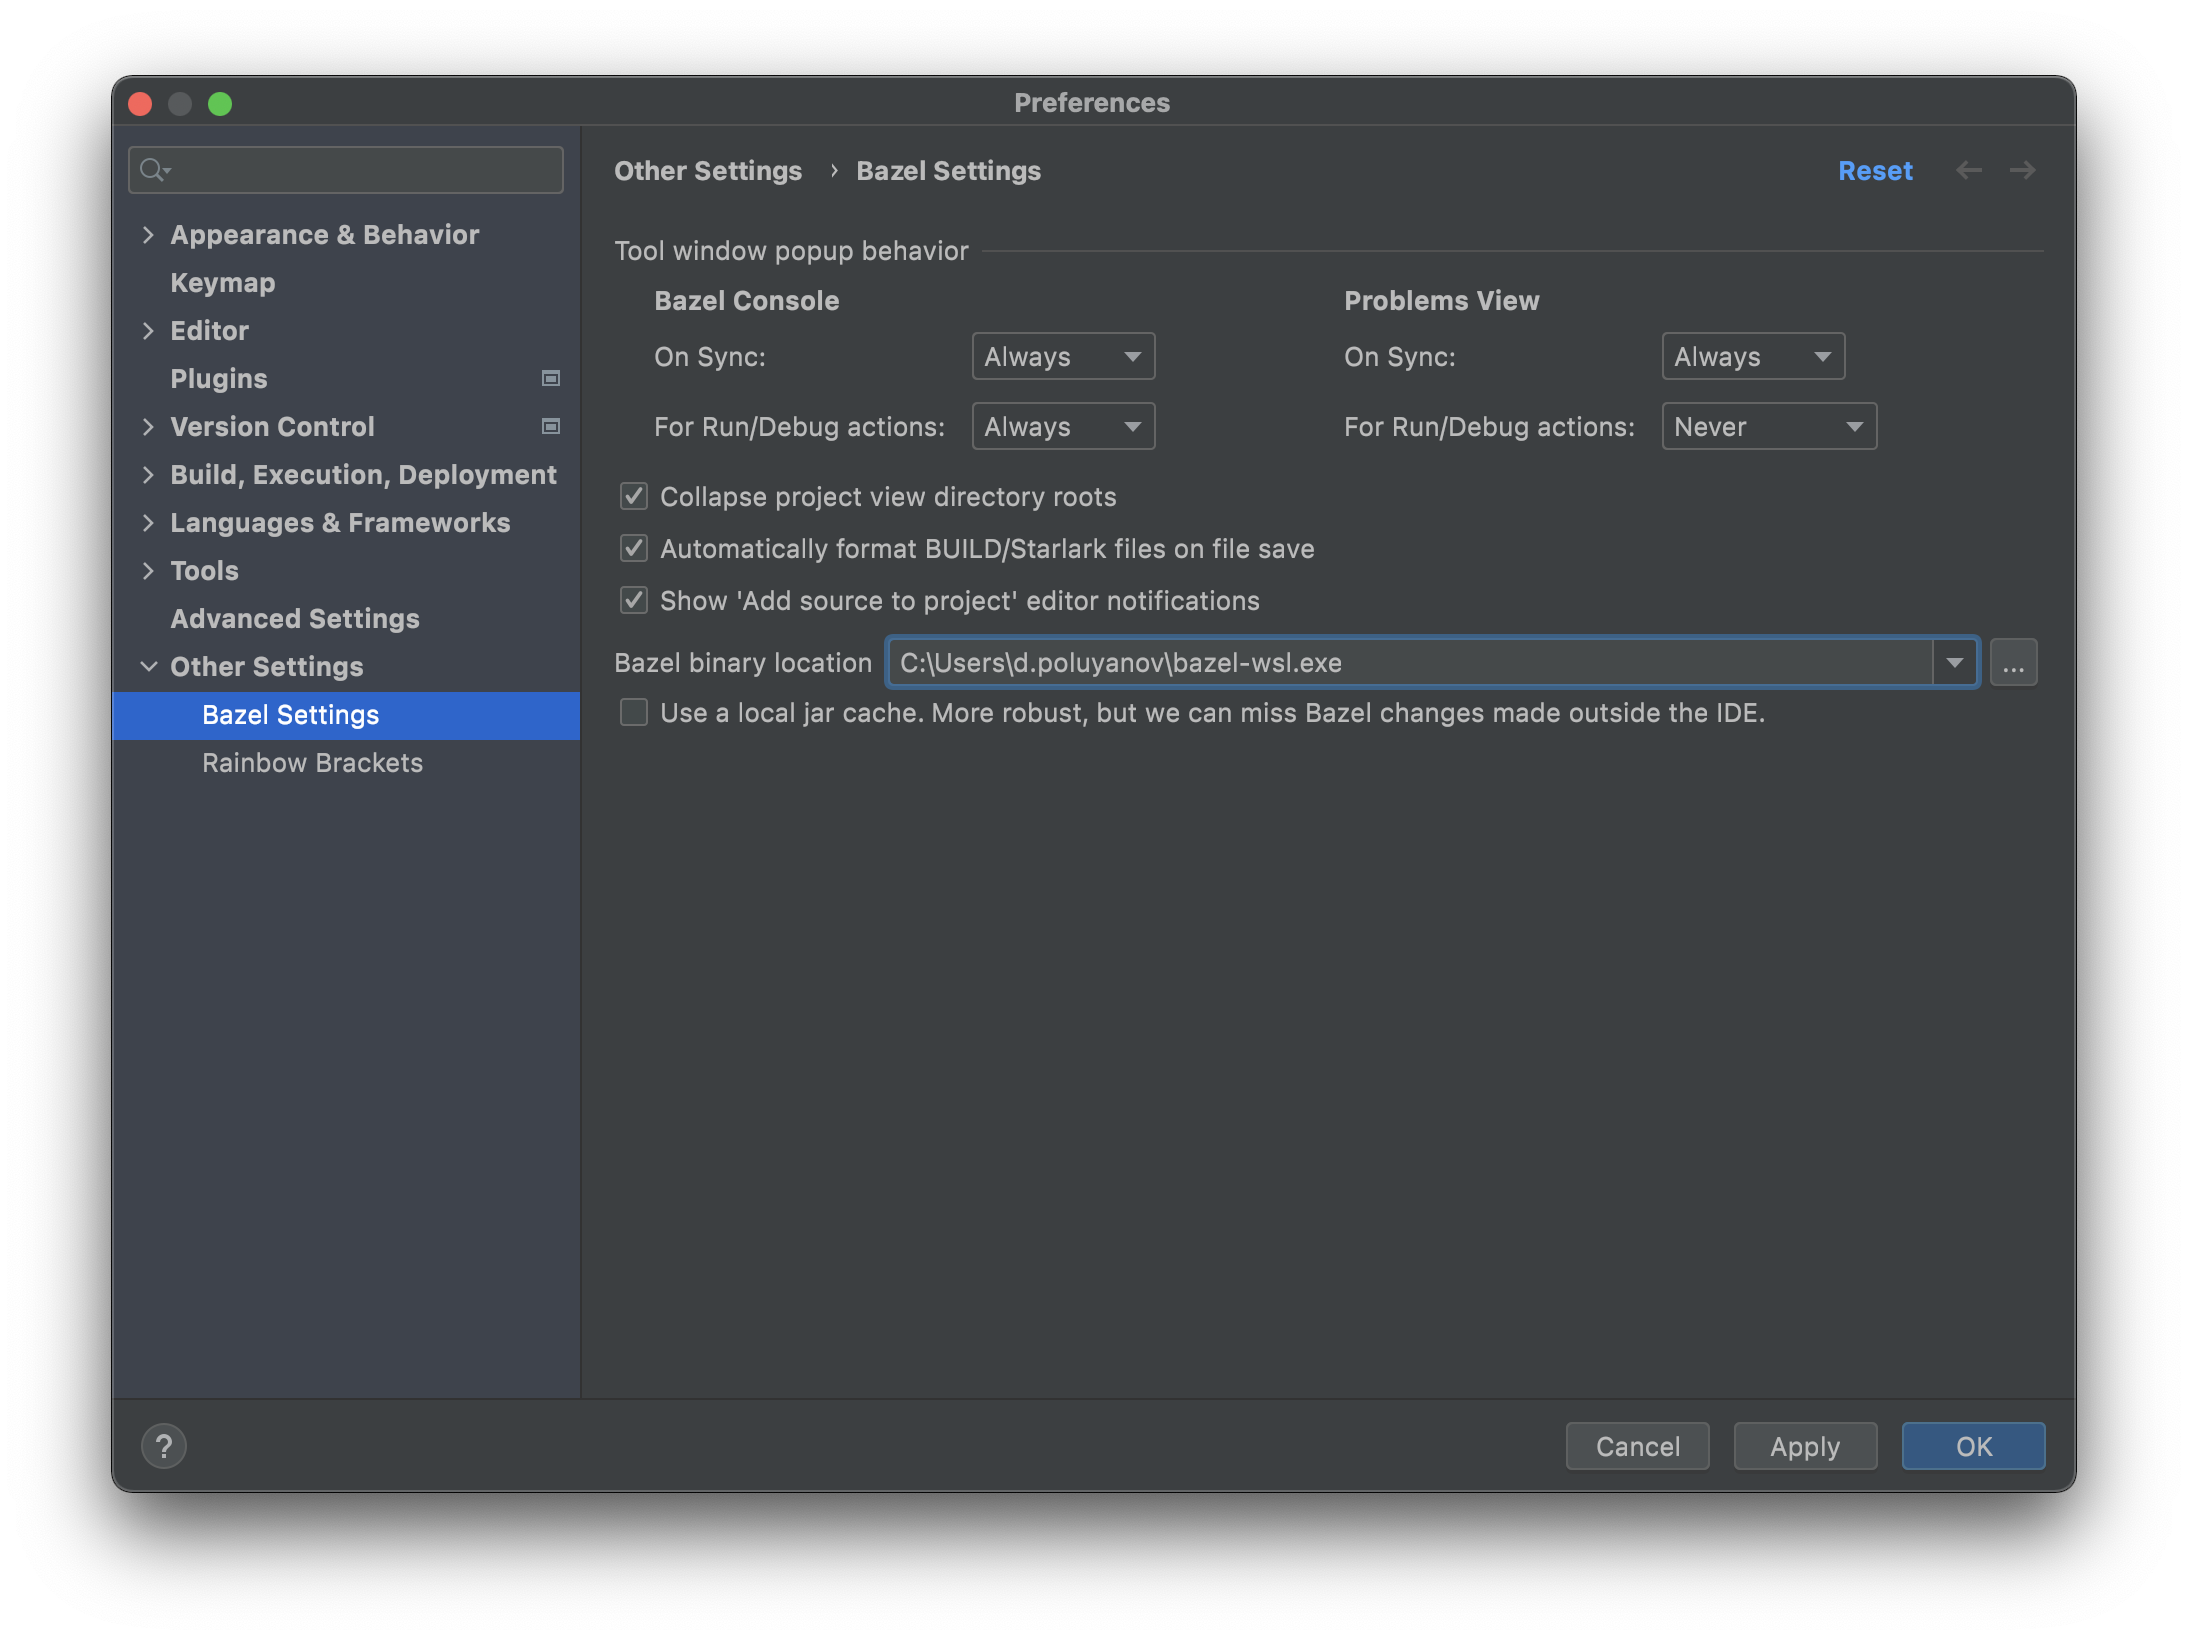 Preferences
Appearance & Behavior
Keymap
Editor
Plugins
Version Control
Build, Execution, Deployment
Languages & Frameworks
Tools
Advanced Settings
Other Settings
Bazel Settings
Rainbow Brackets
Other Settings › Bazel Settings
Reset
Tool window popup behavior
Bazel Console
On Sync: Always
For Run/Debug actions: Always
Problems View
On Sync: Always
For Run/Debug actions: Never
Collapse project view directory roots
Automatically format BUILD/Starlark files on file save
Show 'Add source to project' editor notifications
Bazel binary location C:\Users\d.poluyanov\bazel-wsl.exe ...
Use a local jar cache. More robust, but we can miss Bazel changes made outside the IDE.
? Cancel Apply OK